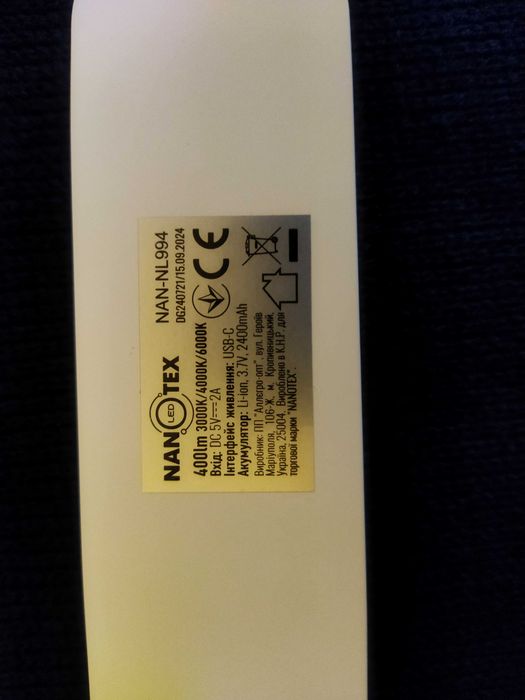 NANOTEX
LED
NAN-NL994
DG240721/15.09.2024
400lm 3000K/4000K/6000K
Вхід: DC 5V⎓2A
Інтерфейс живлення: USB-C
Акумулятор: Li-ion, 3.7V, 2400mAh
Виробник: ПП "Аллегро-опт", вул. Героїв
Маріуполя, 106-Ж, м. Кропивницький,
Україна, 25004. Вироблено в К.Н.Р. для
торгової марки "NANOTEX".
CE